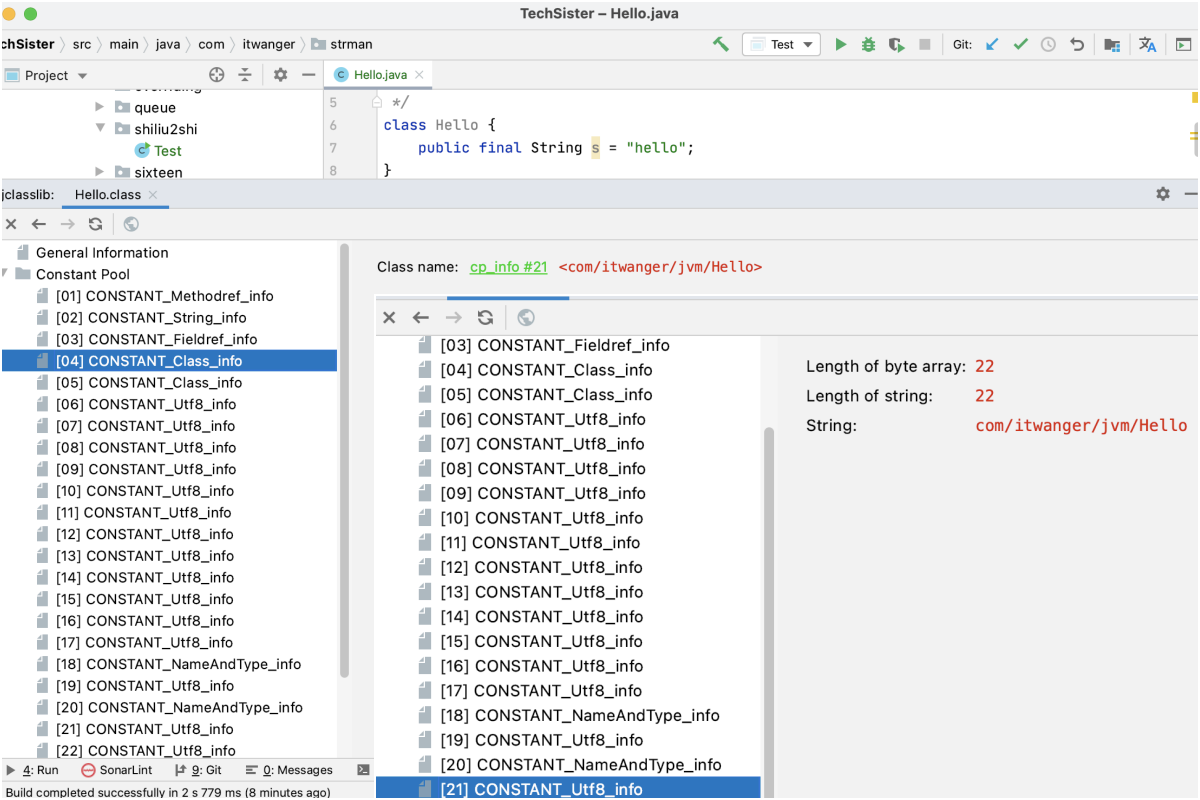 TechSister – Hello.java
chSister src main java com itwanger strman Test Git:
Project Hello.java
queue
shiliu2shi
Test
sixteen
5 */
6 class Hello {
7 public final String s = "hello";
8 }
jclasslib: Hello.class
General Information
Constant Pool
[01] CONSTANT_Methodref_info
[02] CONSTANT_String_info
[03] CONSTANT_Fieldref_info
[04] CONSTANT_Class_info
[05] CONSTANT_Class_info
[06] CONSTANT_Utf8_info
[07] CONSTANT_Utf8_info
[08] CONSTANT_Utf8_info
[09] CONSTANT_Utf8_info
[10] CONSTANT_Utf8_info
[11] CONSTANT_Utf8_info
[12] CONSTANT_Utf8_info
[13] CONSTANT_Utf8_info
[14] CONSTANT_Utf8_info
[15] CONSTANT_Utf8_info
[16] CONSTANT_Utf8_info
[17] CONSTANT_Utf8_info
[18] CONSTANT_NameAndType_info
[19] CONSTANT_Utf8_info
[20] CONSTANT_NameAndType_info
[21] CONSTANT_Utf8_info
[22] CONSTANT_Utf8_info
Class name: cp_info #21 <com/itwanger/jvm/Hello>
[03] CONSTANT_Fieldref_info
[04] CONSTANT_Class_info
[05] CONSTANT_Class_info
[06] CONSTANT_Utf8_info
[07] CONSTANT_Utf8_info
[08] CONSTANT_Utf8_info
[09] CONSTANT_Utf8_info
[10] CONSTANT_Utf8_info
[11] CONSTANT_Utf8_info
[12] CONSTANT_Utf8_info
[13] CONSTANT_Utf8_info
[14] CONSTANT_Utf8_info
[15] CONSTANT_Utf8_info
[16] CONSTANT_Utf8_info
[17] CONSTANT_Utf8_info
[18] CONSTANT_NameAndType_info
[19] CONSTANT_Utf8_info
[20] CONSTANT_NameAndType_info
[21] CONSTANT_Utf8_info
Length of byte array: 22
Length of string: 22
String: com/itwanger/jvm/Hello
4: Run SonarLint 9: Git 0: Messages
Build completed successfully in 2 s 779 ms (8 minutes ago)